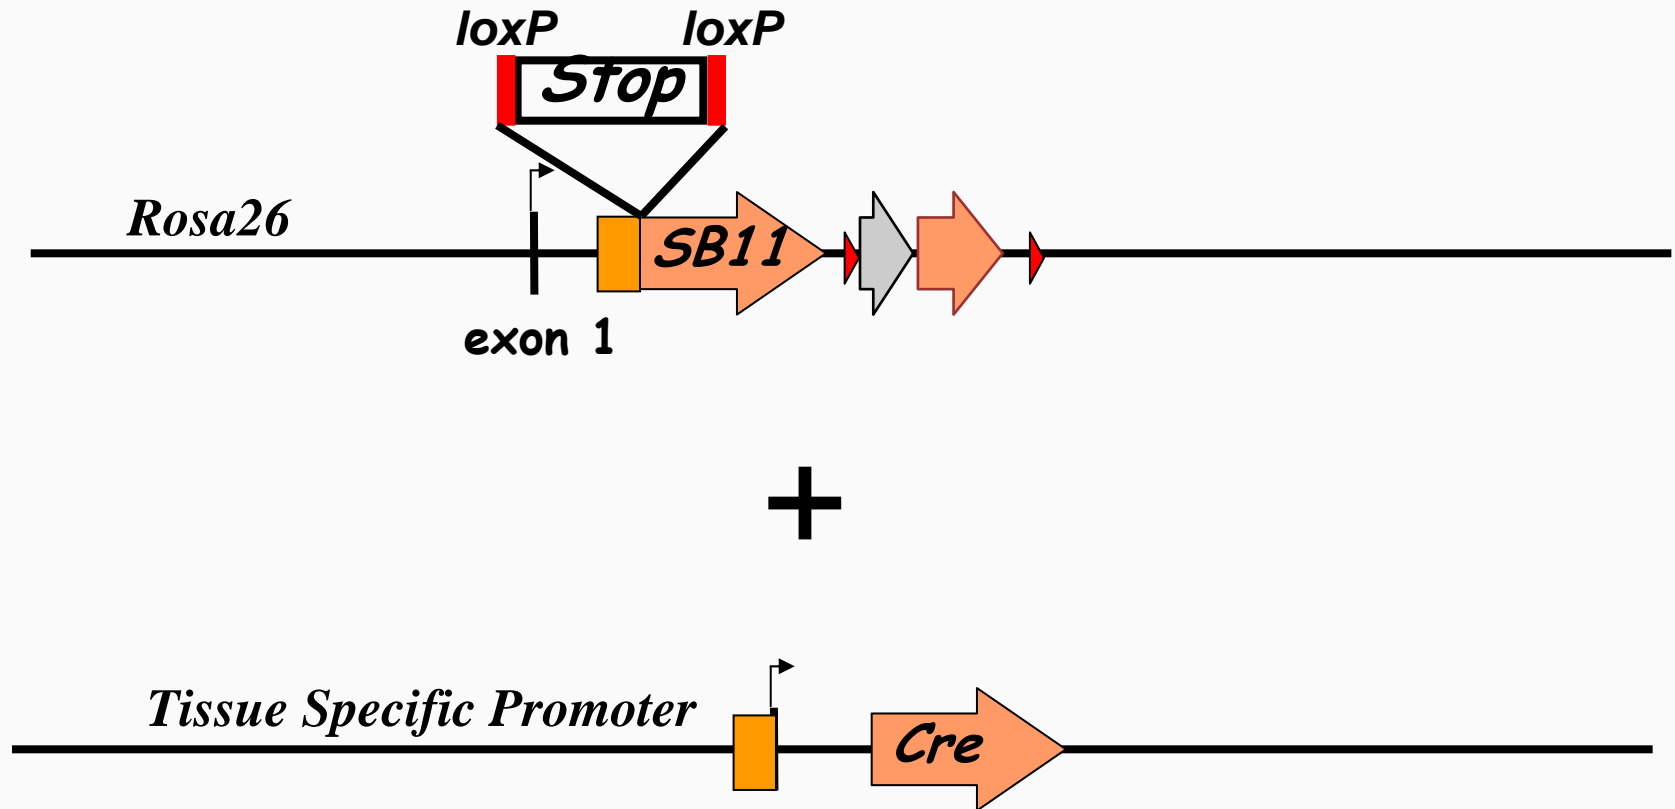 loxP loxP
Stop
Rosa26
SB11
exon 1
+
Tissue Specific Promoter
Cre